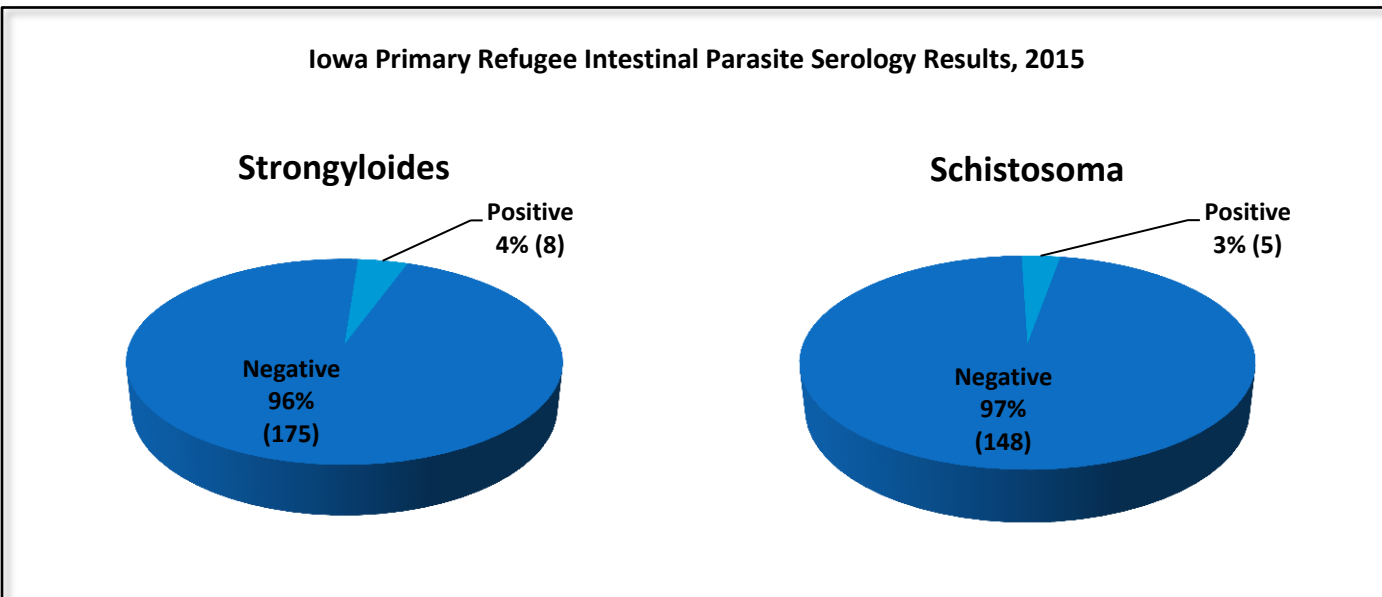 Iowa Primary Refugee Intestinal Parasite Serology Results, 2015
Strongyloides
Positive
4% (8)
Negative
96%
(175)
Schistosoma
Positive
3% (5)
Negative
97%
(148)